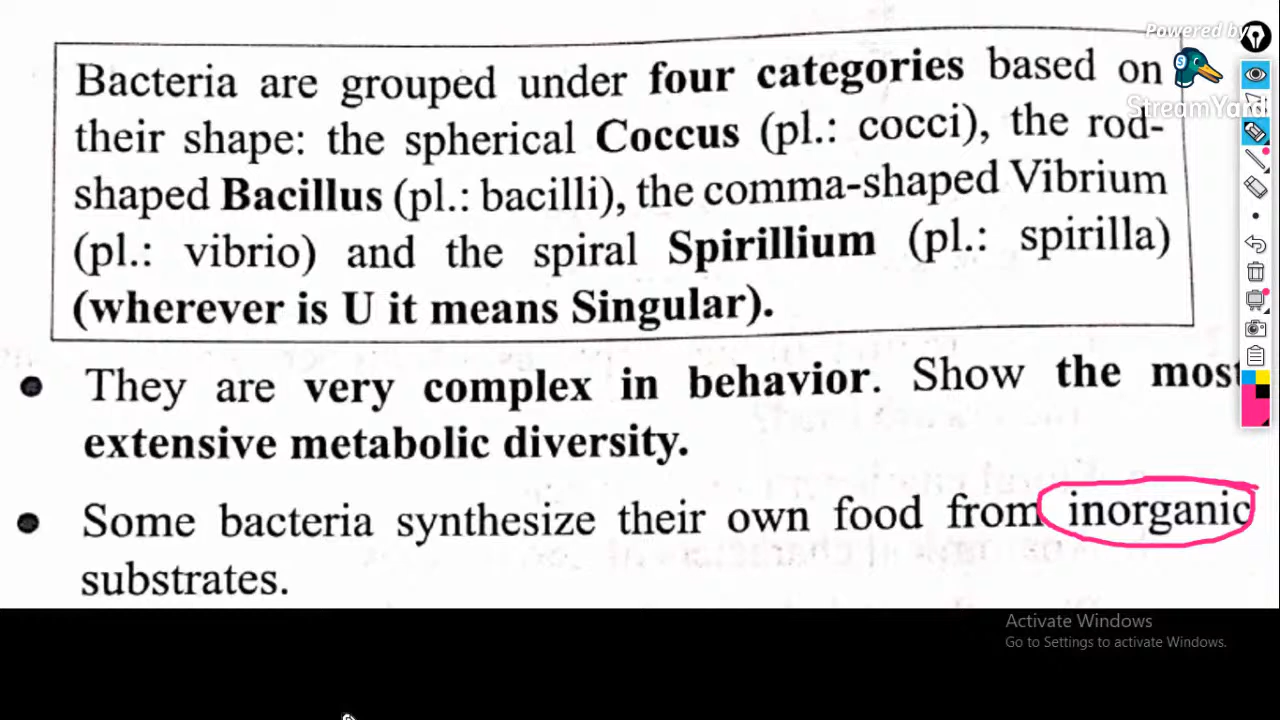 Powered by
StreamYard
Bacteria are grouped under four categories based on
their shape: the spherical Coccus (pl.: cocci), the rod-
shaped Bacillus (pl.: bacilli), the comma-shaped Vibrium
(pl.: vibrio) and the spiral Spirillium (pl.: spirilla)
(wherever is U it means Singular).
They are very complex in behavior. Show the most
extensive metabolic diversity.
Some bacteria synthesize their own food from inorganic
substrates.
Activate Windows
Go to Settings to activate Windows.